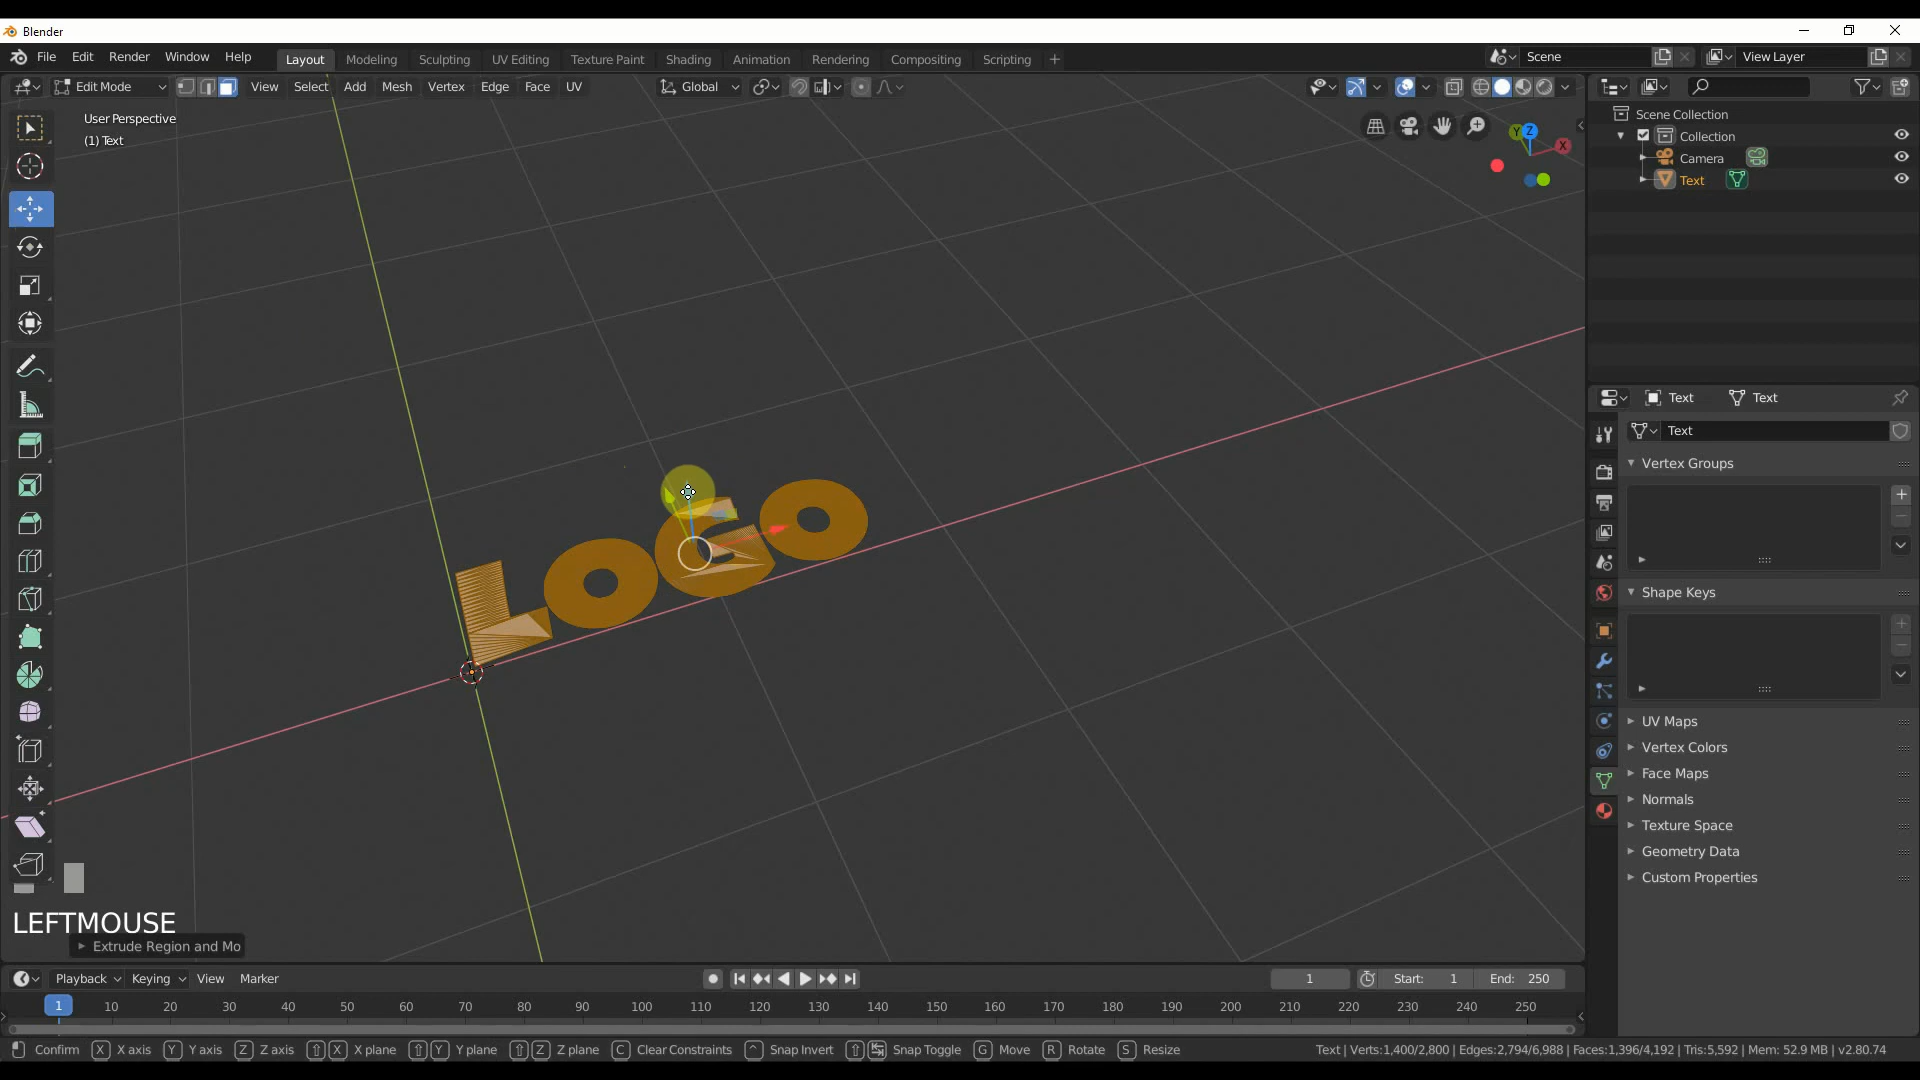 Blender
File Edit Render Window Help Layout Modeling Sculpting UV Editing Texture Paint Shading Animation Rendering Compositing Scripting + Scene View Layer
Edit Mode View Select Add Mesh Vertex Edge Face UV Global
User Perspective
(1) Text
Y Z X
Scene Collection
Collection
Camera
Text
Text Text
Text
Vertex Groups
Shape Keys
UV Maps
Vertex Colors
Face Maps
Normals
Texture Space
Geometry Data
Custom Properties
LOGO
LEFTMOUSE
Extrude Region and Mo
Playback Keying View Marker 1 Start: 1 End: 250
1 10 20 30 40 50 60 70 80 90 100 110 120 130 140 150 160 170 180 190 200 210 220 230 240 250
Confirm X X axis Y Y axis Z Z axis X X plane Y Y plane Z Z plane C Clear Constraints ^ Snap Invert Snap Toggle G Move R Rotate S Resize Text | Verts:1,400/2,800 | Edges:2,794/6,988 | Faces:1,396/4,192 | Tris:5,592 | Mem: 52.9 MB | v2.80.74